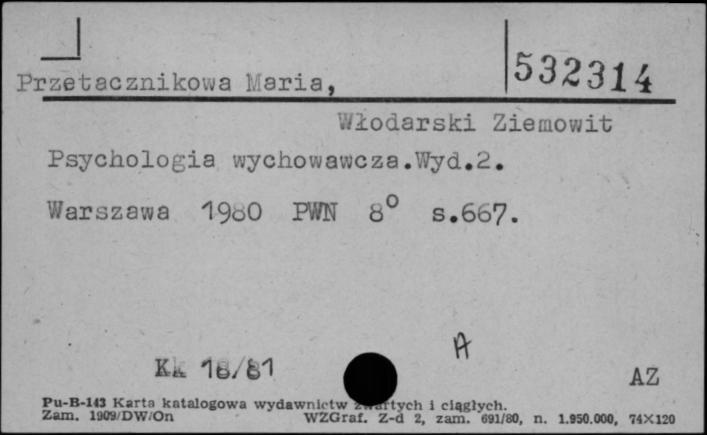 532314
Przetacznikowa Maria,
Włodarski Ziemowit
Psychologia wychowawcza.Wyd.2.
Warszawa 1980 PWN 8° s.667.
A
Kk 18/81
AZ
Pu-B-143 Karta katalogowa wydawnictw zwartych i ciągłych.
Zam. 1909/DW/On WZGraf. Z-d 2, zam. 691/80, n. 1.950.000, 74X120